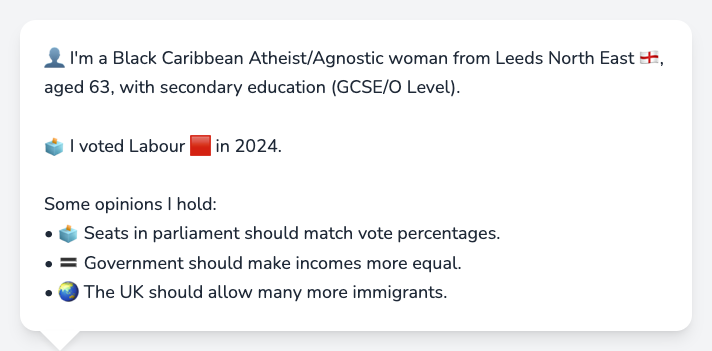 👤 I'm a Black Caribbean Atheist/Agnostic woman from Leeds North East 🏴󠁧󠁢󠁥󠁮󠁧󠁿,
aged 63, with secondary education (GCSE/O Level).
🗳️ I voted Labour 🟥 in 2024.
Some opinions I hold:
• 🗳️ Seats in parliament should match vote percentages.
• 🟰 Government should make incomes more equal.
• 🌏 The UK should allow many more immigrants.